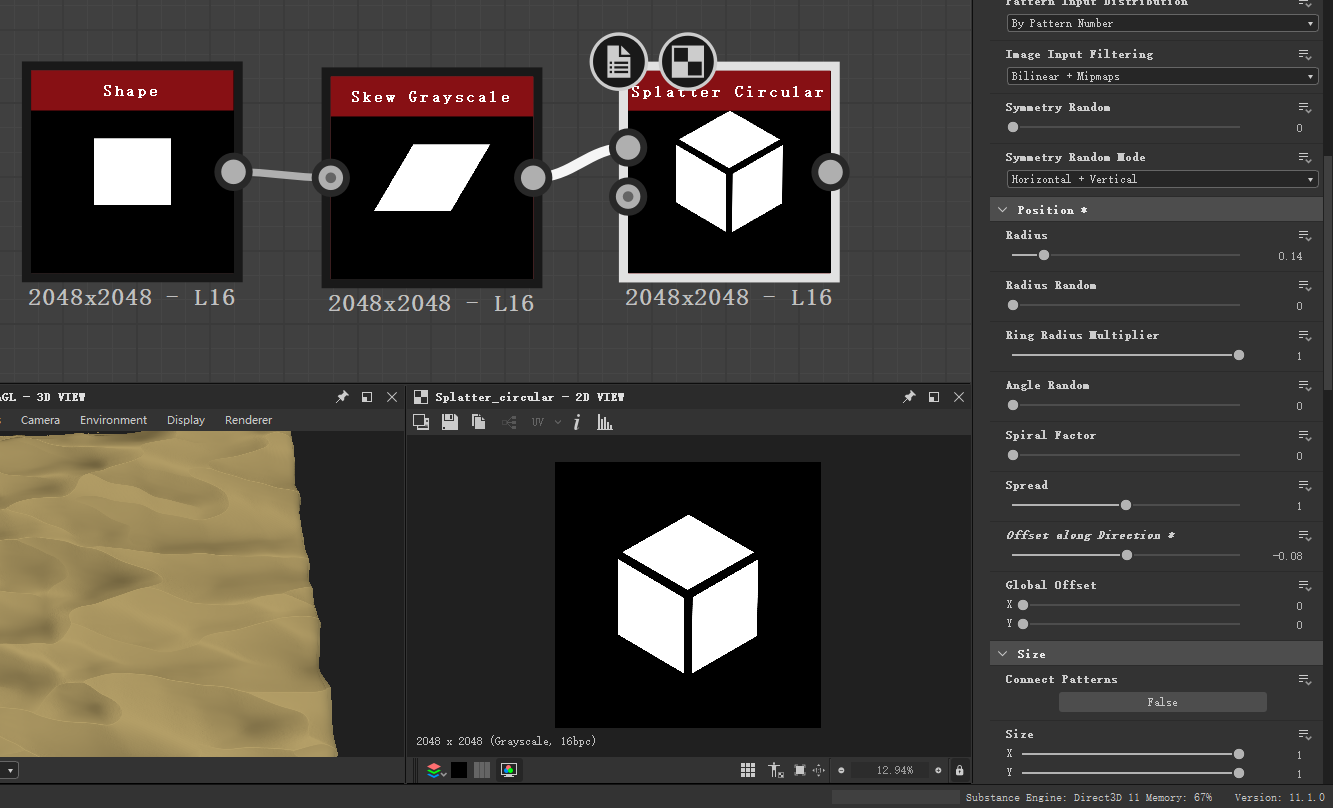 Shape
Skew Grayscale
Splatter Circular
2048x2048 - L16
2048x2048 - L16
2048x2048 - L16
AGL - 3D VIEW
Camera Environment Display Renderer
Splatter_circular - 2D VIEW
UV
2048 x 2048 (Grayscale, 16bpc)
12.94%
Pattern Input Distribution
By Pattern Number
Image Input Filtering
Bilinear + Mipmaps
Symmetry Random
0
Symmetry Random Mode
Horizontal + Vertical
Position *
Radius
0.14
Radius Random
0
Ring Radius Multiplier
1
Angle Random
0
Spiral Factor
0
Spread
1
Offset along Direction *
-0.08
Global Offset
X 0
Y 0
Size
Connect Patterns
False
Size
X 1
Y 1
Substance Engine: Direct3D 11 Memory: 67% Version: 11.1.0